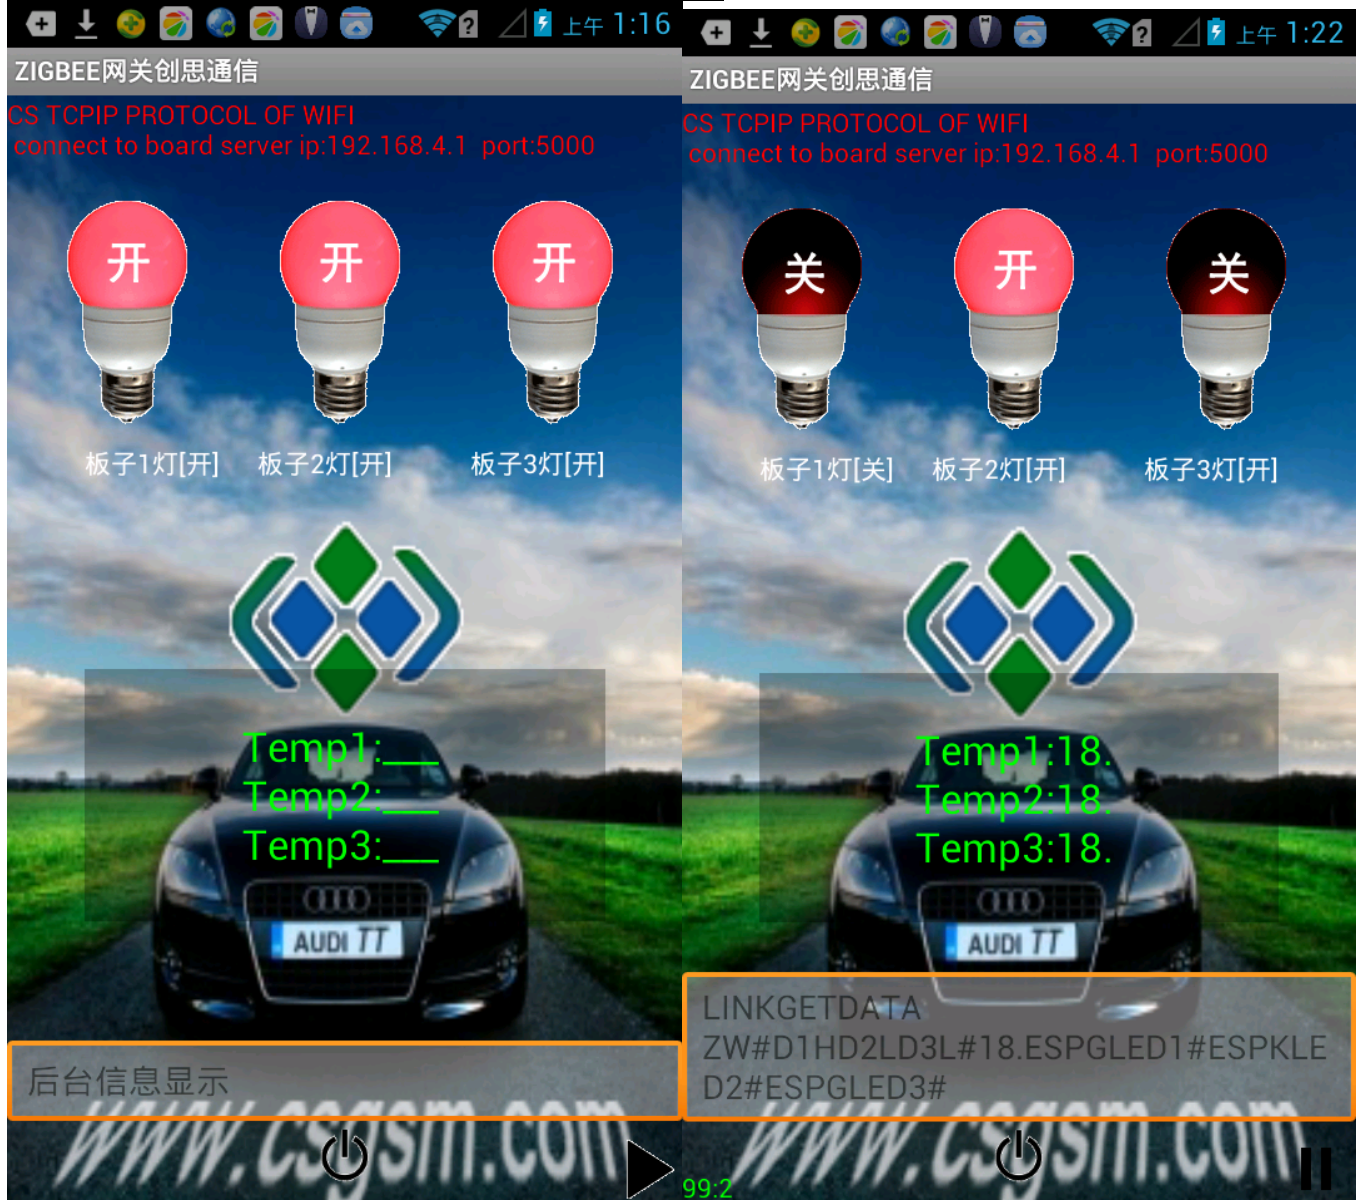 上午 1:16
ZIGBEE网关创思通信
CS TCPIP PROTOCOL OF WIFI
connect to board server ip:192.168.4.1 port:5000
开 开 开
板子1灯[开] 板子2灯[开] 板子3灯[开]
Temp1:___
Temp2:___
Temp3:___
AUDI TT
后台信息显示
www.csgsm.com
上午 1:22
ZIGBEE网关创思通信
CS TCPIP PROTOCOL OF WIFI
connect to board server ip:192.168.4.1 port:5000
关 开 关
板子1灯[关] 板子2灯[开] 板子3灯[开]
Temp1:18.
Temp2:18.
Temp3:18.
AUDI TT
LINKGETDATA
ZW#D1HD2LD3L#18.ESPGLED1#ESPKLE
D2#ESPGLED3#
www.csgsm.com
99:2